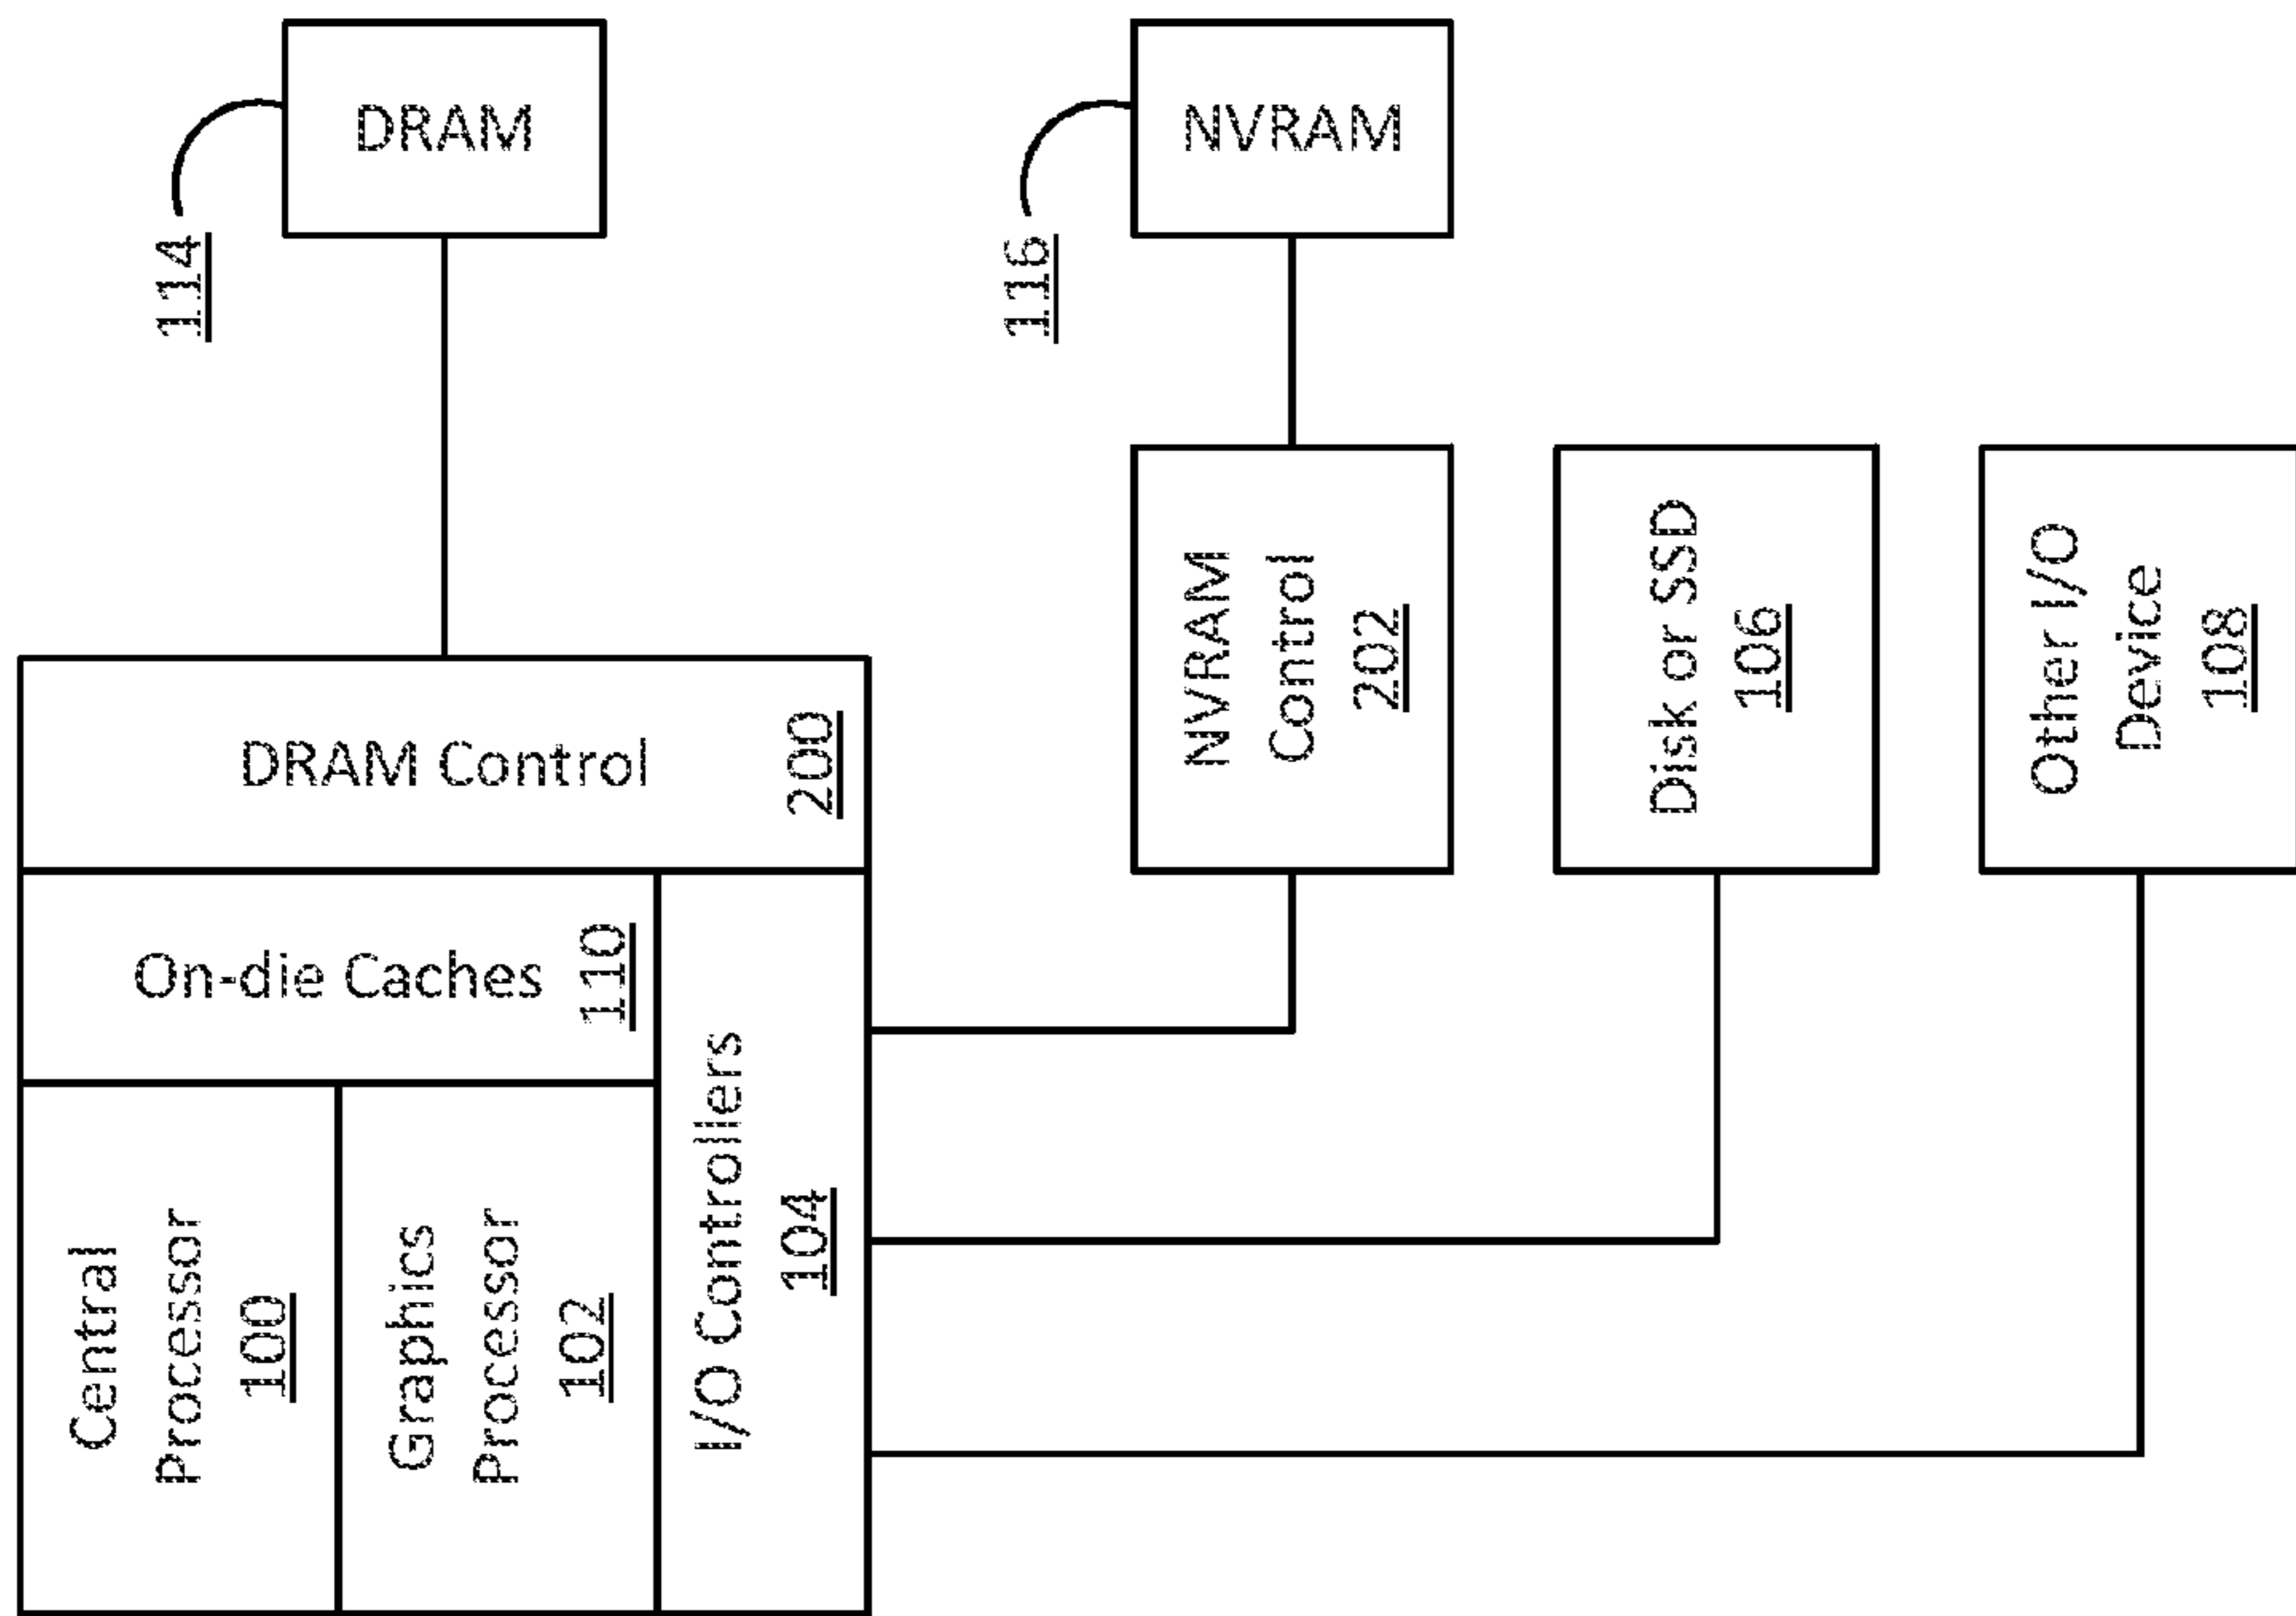 DRAM
114
NVRAM
116
DRAM Control
200
On-die Caches
110
Central
Processor
100
Graphics
Processor
102
I/O Controllers
104
NVRAM
Control
202
Disk or SSD
106
Other I/O
Device
108